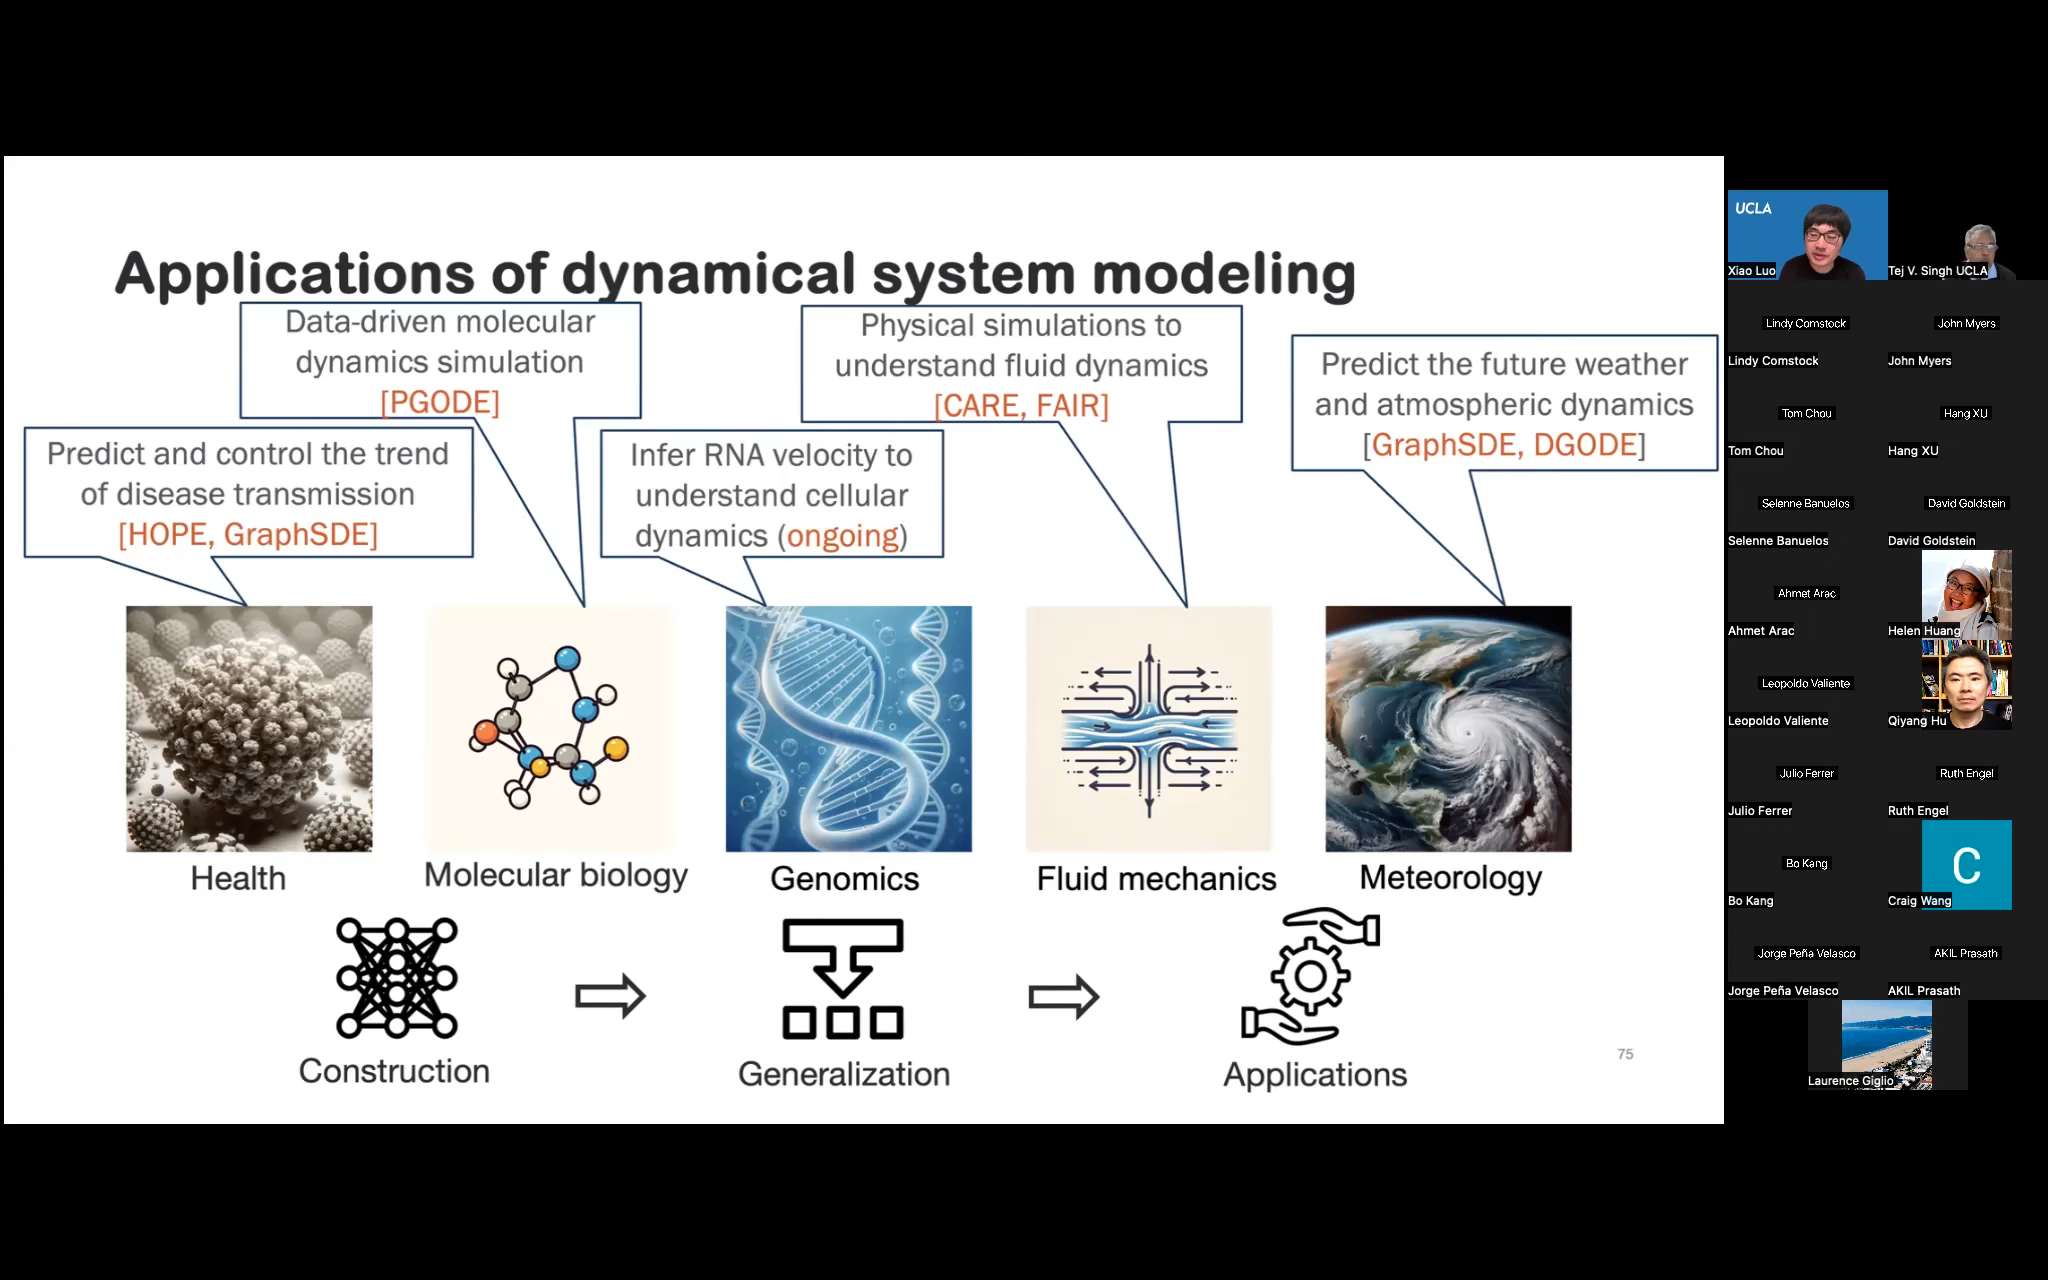 Applications of dynamical system modeling
Data-driven molecular
dynamics simulation
[PGODE]
Physical simulations to
understand fluid dynamics
[CARE, FAIR]
Predict the future weather
and atmospheric dynamics
[GraphSDE, DGODE]
Predict and control the trend
of disease transmission
[HOPE, GraphSDE]
Infer RNA velocity to
understand cellular
dynamics (ongoing)
Health
Molecular biology
Genomics
Fluid mechanics
Meteorology
Construction
Generalization
Applications
75
UCLA
Xiao Luo
Tej V. Singh UCLA
Lindy Comstock
John Myers
Lindy Comstock
John Myers
Tom Chou
Hang XU
Tom Chou
Hang XU
Selenne Banuelos
David Goldstein
Selenne Banuelos
David Goldstein
Ahmet Arac
Ahmet Arac
Helen Huang
Leopoldo Valiente
Leopoldo Valiente
Qiyang Hu
Julio Ferrer
Ruth Engel
Julio Ferrer
Ruth Engel
Bo Kang
C
Bo Kang
Craig Wang
Jorge Peña Velasco
AKIL Prasath
Jorge Peña Velasco
AKIL Prasath
Laurence Giglio